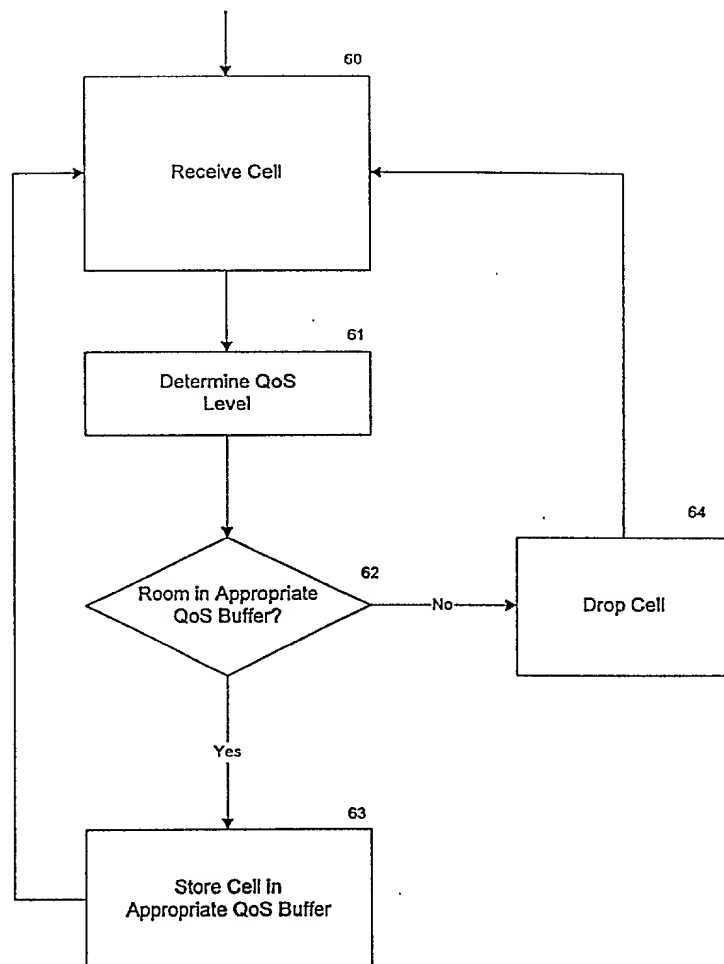 60
Receive Cell
61
Determine QoS
Level
62
Room in Appropriate
QoS Buffer?
No
64
Drop Cell
Yes
63
Store Cell in
Appropriate QoS Buffer